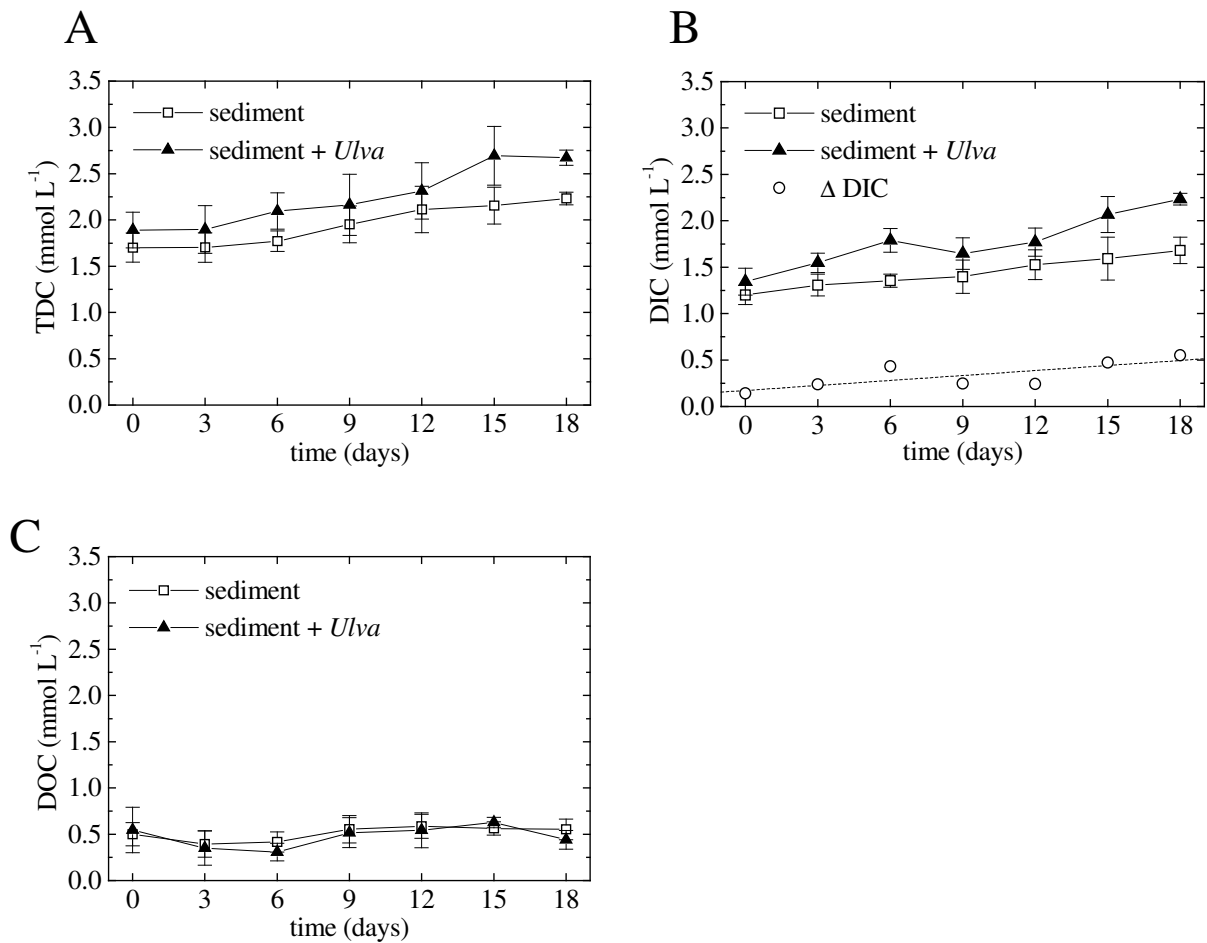 A
3.5
3.0
2.5
2.0
1.5
1.0
0.5
0.0
TDC (mmol L⁻¹)
sediment
sediment + Ulva
0 3 6 9 12 15 18
time (days)
B
3.5
3.0
2.5
2.0
1.5
1.0
0.5
0.0
DIC (mmol L⁻¹)
sediment
sediment + Ulva
Δ DIC
0 3 6 9 12 15 18
time (days)
C
3.5
3.0
2.5
2.0
1.5
1.0
0.5
0.0
DOC (mmol L⁻¹)
sediment
sediment + Ulva
0 3 6 9 12 15 18
time (days)